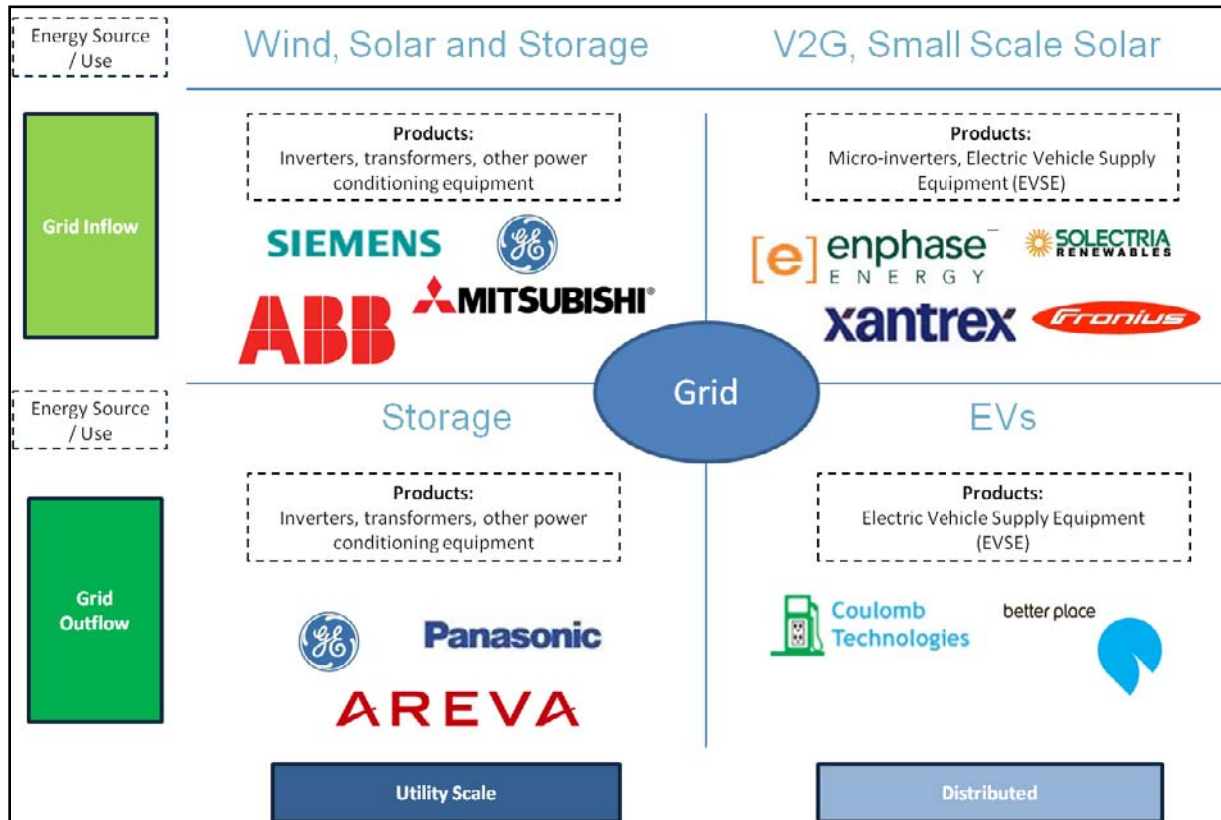 Energy Source
/ Use
Wind, Solar and Storage
V2G, Small Scale Solar
Grid Inflow
Products:
Inverters, transformers, other power
conditioning equipment
SIEMENS
GE
ABB
MITSUBISHI®
Products:
Micro-inverters, Electric Vehicle Supply
Equipment (EVSE)
[e] enphase
ENERGY
SOLECTRIA
RENEWABLES
xantrex
Fronius
Grid
Energy Source
/ Use
Storage
EVs
Grid
Outflow
Products:
Inverters, transformers, other power
conditioning equipment
GE
Panasonic
AREVA
Products:
Electric Vehicle Supply Equipment
(EVSE)
Coulomb
Technologies
better place
Utility Scale
Distributed